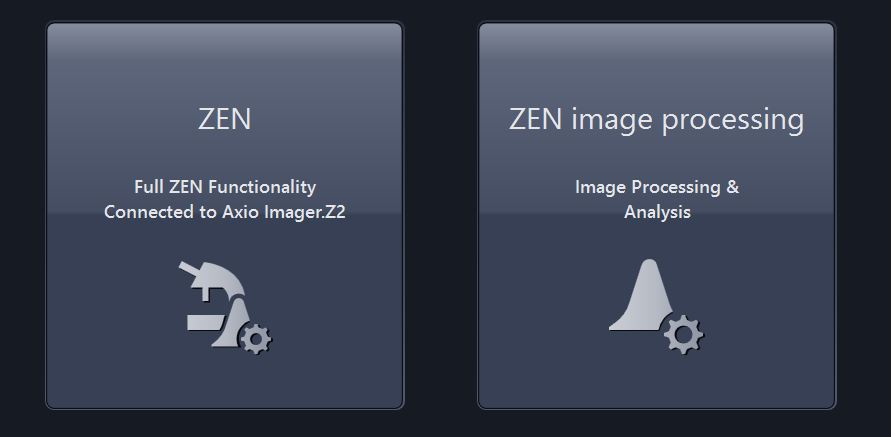 ZEN
Full ZEN Functionality
Connected to Axio Imager.Z2
ZEN image processing
Image Processing &
Analysis